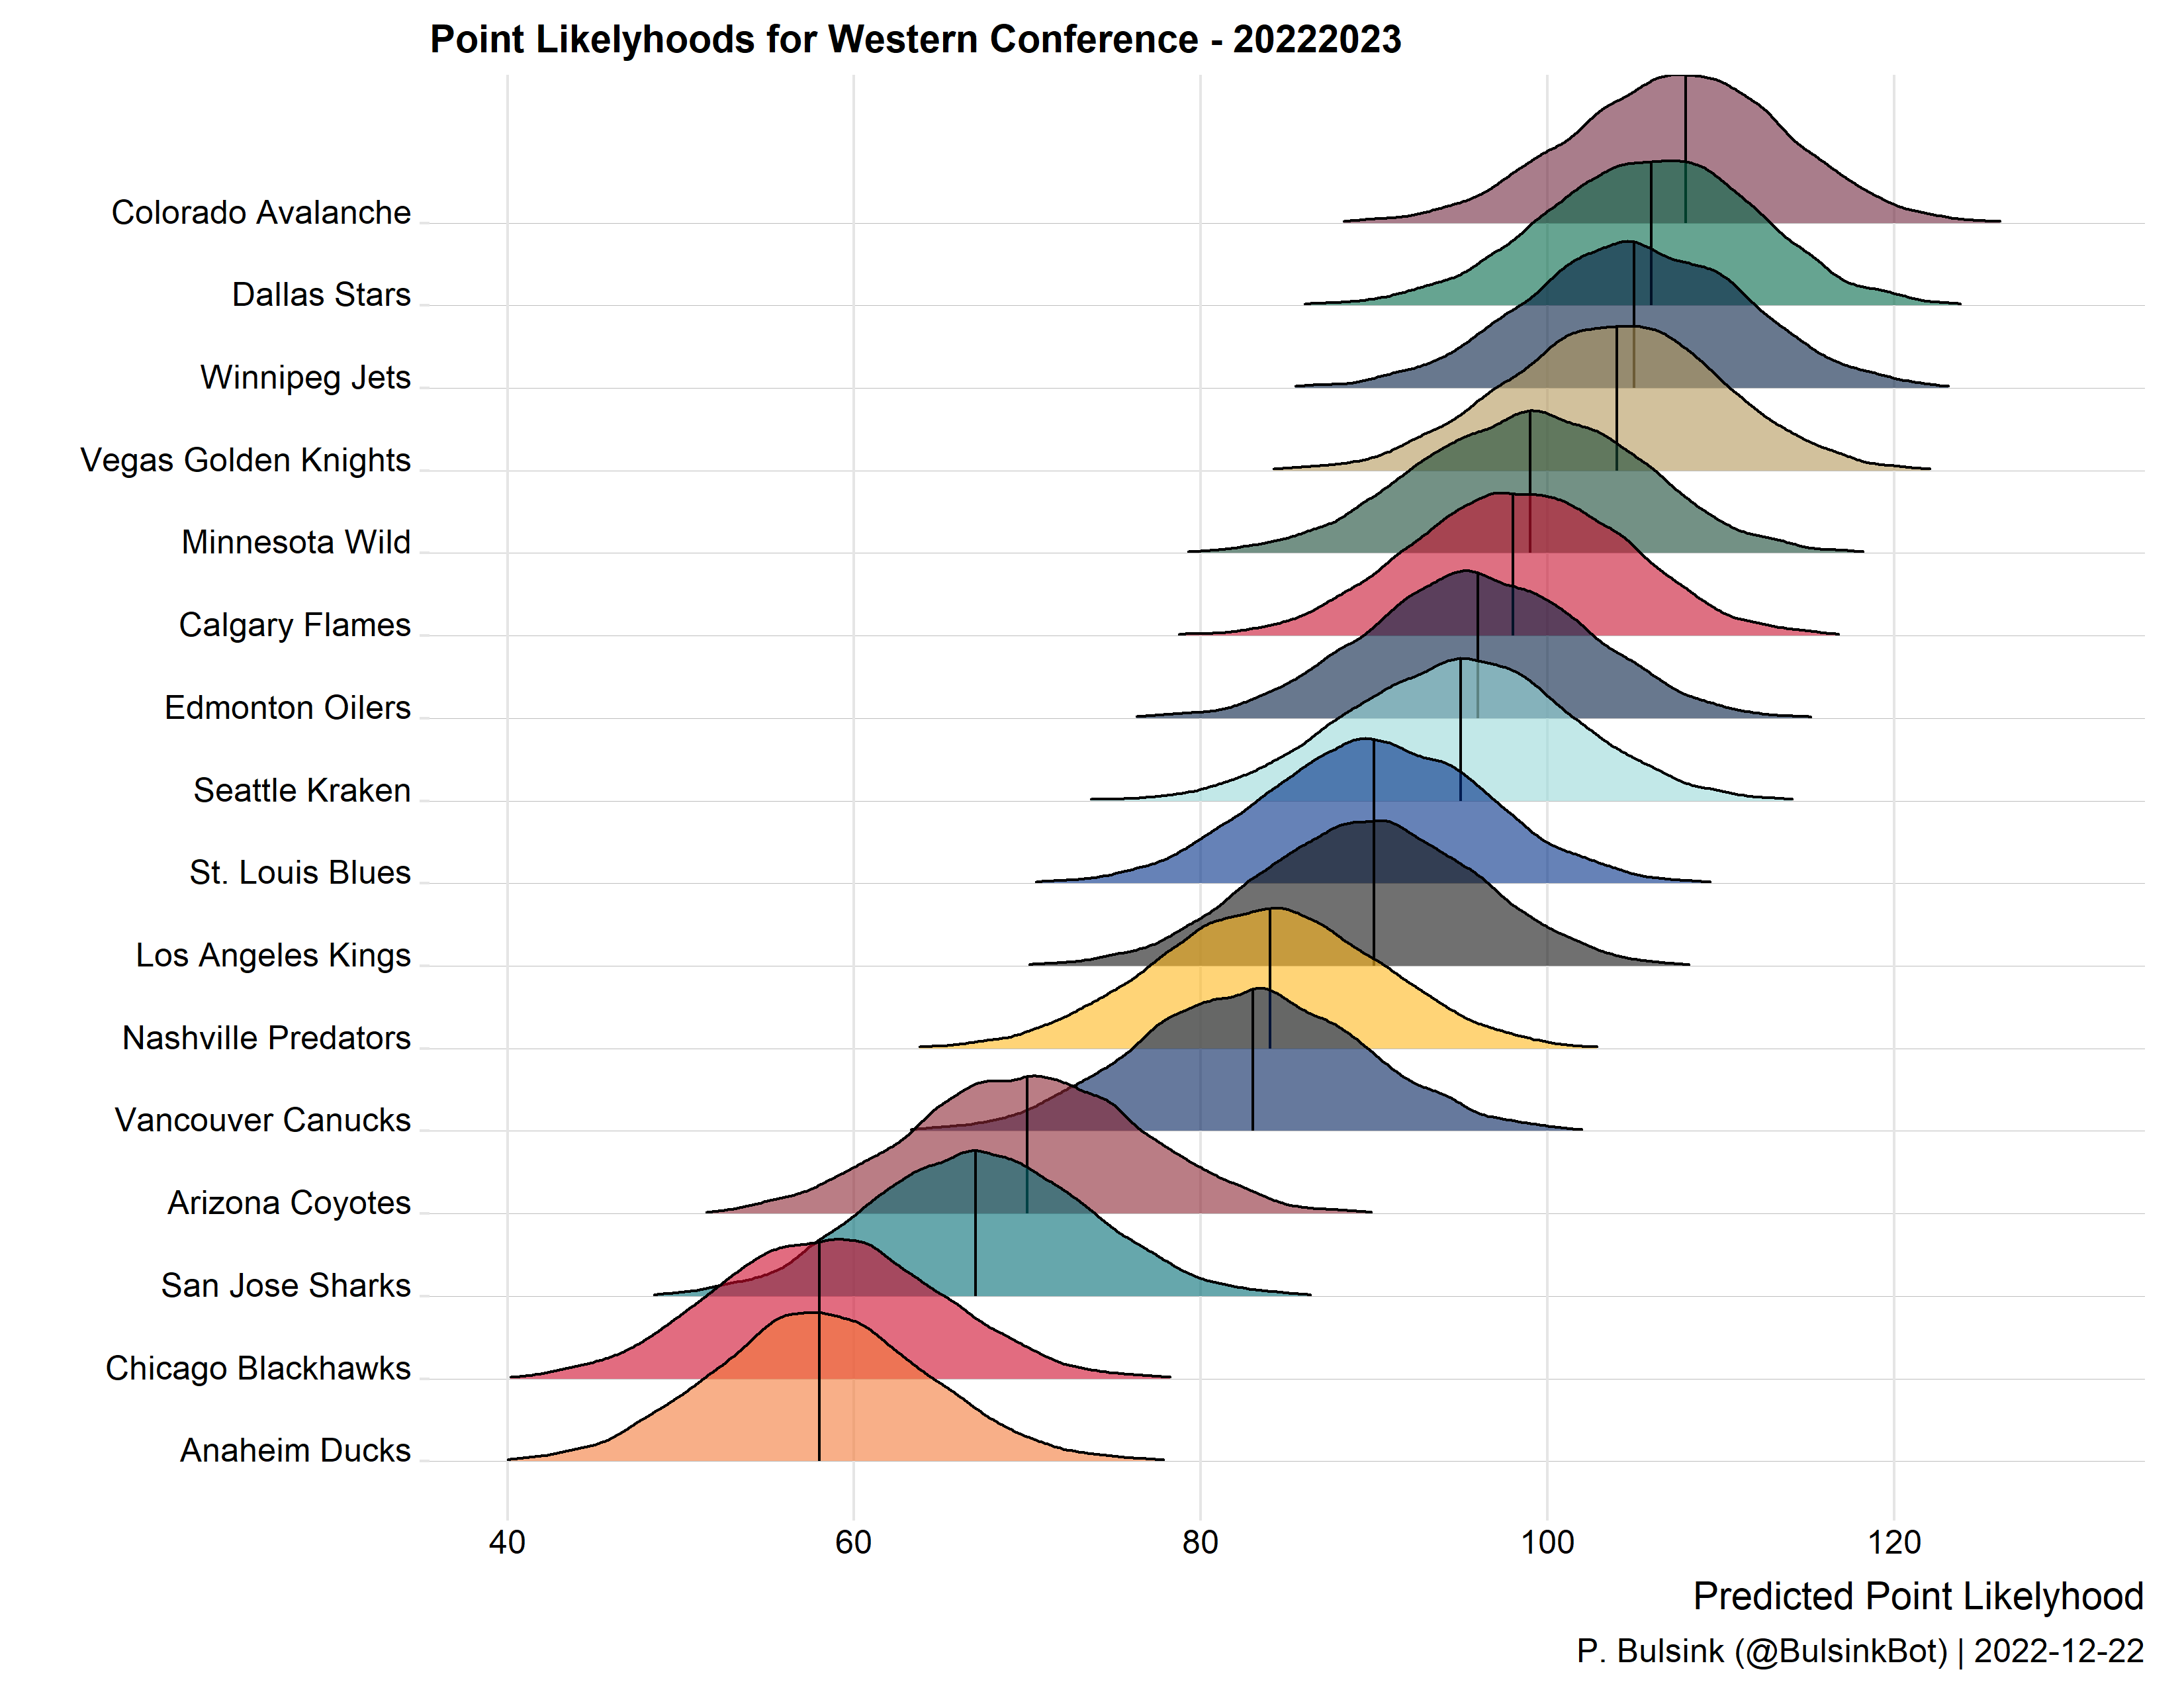 Point Likelyhoods for Western Conference - 20222023
Colorado Avalanche
Dallas Stars
Winnipeg Jets
Vegas Golden Knights
Minnesota Wild
Calgary Flames
Edmonton Oilers
Seattle Kraken
St. Louis Blues
Los Angeles Kings
Nashville Predators
Vancouver Canucks
Arizona Coyotes
San Jose Sharks
Chicago Blackhawks
Anaheim Ducks
40 60 80 100 120
Predicted Point Likelyhood
P. Bulsink (@BulsinkBot) | 2022-12-22